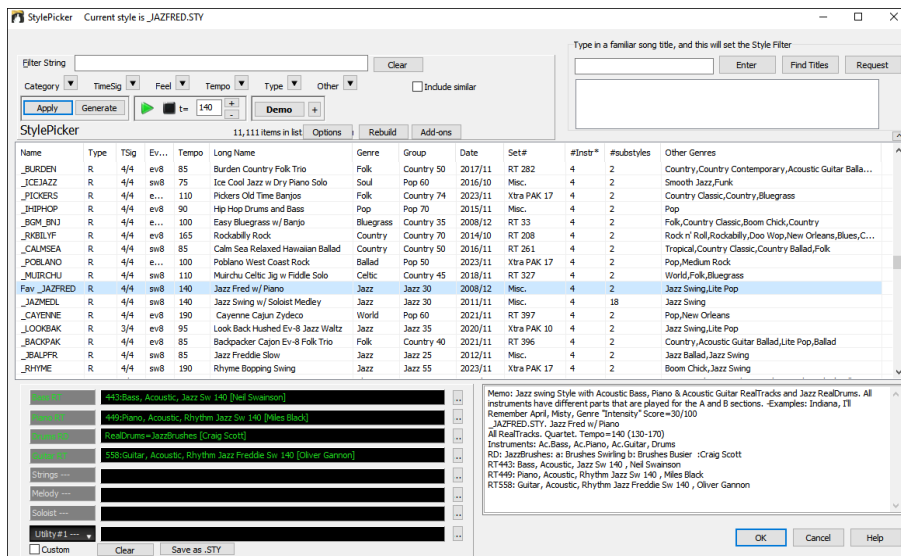 StylePicker Current style is _JAZFRED.STY
Filter String Clear
Category TimeSig Feel Tempo Type Other Include similar
Apply Generate t= 140 + - Demo +
StylePicker 11,111 items in list Options Rebuild Add-ons
Type in a familiar song title, and this will set the Style Filter
Enter Find Titles Request
Name Type TSig Ev... Tempo Long Name Genre Group Date Set# #Instr* #substyles Other Genres
_BURDEN R 4/4 ev8 85 Burden Country Folk Trio Folk Country 50 2017/11 RT 282 4 2 Country,Country Contemporary,Acoustic Guitar Balla...
_ICEJAZZ R 4/4 sw8 75 Ice Cool Jazz w Dry Piano Solo Soul Pop 60 2016/10 Misc. 4 2 Smooth Jazz,Funk
_PICKERS R 4/4 e... 110 Pickers Old Time Banjos Folk Country 74 2023/11 Xtra PAK 17 4 2 Country Classic,Country,Bluegrass
_IHIPHOP R 4/4 ev8 90 Hip Hop Drums and Bass Pop Pop 70 2015/11 Misc. 4 2 Pop
_BGM_BNJ R 4/4 e... 100 Easy Bluegrass w/ Banjo Bluegrass Country 35 2008/12 RT 33 4 2 Folk,Country Classic,Boom Chick,Country
_RKBILYF R 4/4 ev8 165 Rockabilly Rock Country Country 70 2014/10 RT 208 4 2 Rock n' Roll,Rockabilly,Doo Wop,New Orleans,Blues,C...
_CALMSEA R 4/4 sw8 85 Calm Sea Relaxed Hawaiian Ballad Country Country 50 2016/11 RT 261 4 2 Tropical,Country Classic,Country Ballad,Folk
_POBLANO R 4/4 e... 100 Poblano West Coast Rock Ballad Pop 50 2023/11 Xtra PAK 17 4 2 Pop,Medium Rock
_MUIRCHU R 4/4 sw8 110 Muirchu Celtic Jig w Fiddle Solo Celtic Country 45 2018/11 RT 327 4 2 World,Folk,Bluegrass
Fav _JAZFRED R 4/4 sw8 140 Jazz Fred w/ Piano Jazz Jazz 30 2008/12 Misc. 4 2 Jazz Swing,Lite Pop
_JAZMEDL R 4/4 sw8 140 Jazz Swing w/ Soloist Medley Jazz Jazz 30 2011/11 Misc. 4 18 Jazz Swing
_CAYENNE R 4/4 ev8 190 Cayenne Cajun Zydeco World Pop 60 2021/11 RT 397 4 2 Pop,New Orleans
_LOOKBAK R 3/4 ev8 95 Look Back Hushed Ev-8 Jazz Waltz Jazz Jazz 35 2020/11 Xtra PAK 10 4 2 Jazz Swing,Lite Pop
_BACKPAK R 4/4 ev8 85 Backpacker Cajon Ev-8 Folk Trio Folk Country 40 2021/11 RT 396 4 2 Country,Acoustic Guitar Ballad,Lite Pop,Ballad
_JBALPFR R 4/4 sw8 85 Jazz Freddie Slow Jazz Jazz 25 2012/11 Misc. 4 2 Jazz Ballad,Jazz Swing
_RHYME R 4/4 sw8 190 Rhyme Bopping Swing Jazz Jazz 55 2023/11 Xtra PAK 17 4 2 Boom Chick,Jazz Swing
Bass RT 443:Bass, Acoustic, Jazz Sw 140 [Neil Swainson] ..
Piano RT 449:Piano, Acoustic, Rhythm Jazz Sw 140 [Miles Black] ..
Drums RD RealDrums=JazzBrushes [Craig Scott] ..
Guitar RT 558:Guitar, Acoustic, Rhythm Jazz Freddie Sw 140 [Oliver Gannon] ..
Strings --- ..
Melody --- ..
Soloist --- ..
Utility#1 --- ..
Custom Clear Save as .STY
Memo: Jazz swing Style with Acoustic Bass, Piano & Acoustic Guitar RealTracks and Jazz RealDrums. All
instruments have different parts that are played for the A and B sections. -Examples: Indiana, I'll
Remember April, Misty, Genre "Intensity" Score=30/100
_JAZFRED.STY. Jazz Fred w/ Piano
All RealTracks. Quartet. Tempo=140 (130-170)
Instruments: Ac.Bass, Ac.Piano, Ac.Guitar, Drums
RD: JazzBrushes: a: Brushes Swirling b: Brushes Busier :Craig Scott
RT443: Bass, Acoustic, Jazz Sw 140 , Neil Swainson
RT449: Piano, Acoustic, Rhythm Jazz Sw 140 , Miles Black
RT558: Guitar, Acoustic, Rhythm Jazz Freddie Sw 140 , Oliver Gannon
OK Cancel Help